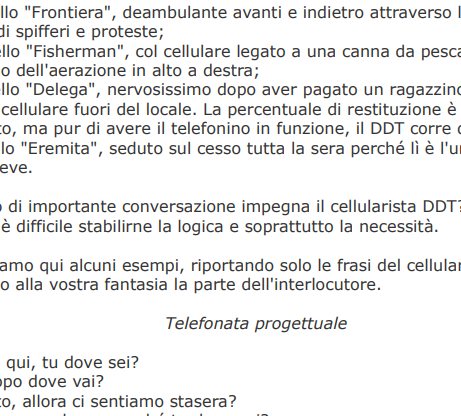 llo "Frontiera", deambulante avanti e indietro attraverso l
di spifferi e proteste;
ello "Fisherman", col cellulare legato a una canna da pesca
o dell'aerazione in alto a destra;
llo "Delega", nervosissimo dopo aver pagato un ragazzino
cellulare fuori del locale. La percentuale di restituzione è
to, ma pur di avere il telefonino in funzione, il DDT corre q
llo "Eremita", seduto sul cesso tutta la sera perché lì è l'u
eve.
o di importante conversazione impegna il cellularista DDT?
è difficile stabilirne la logica e soprattutto la necessità.
amo qui alcuni esempi, riportando solo le frasi del cellular
o alla vostra fantasia la parte dell'interlocutore.
Telefonata progettuale
qui, tu dove sei?
opo dove vai?
to, allora ci sentiamo stasera?